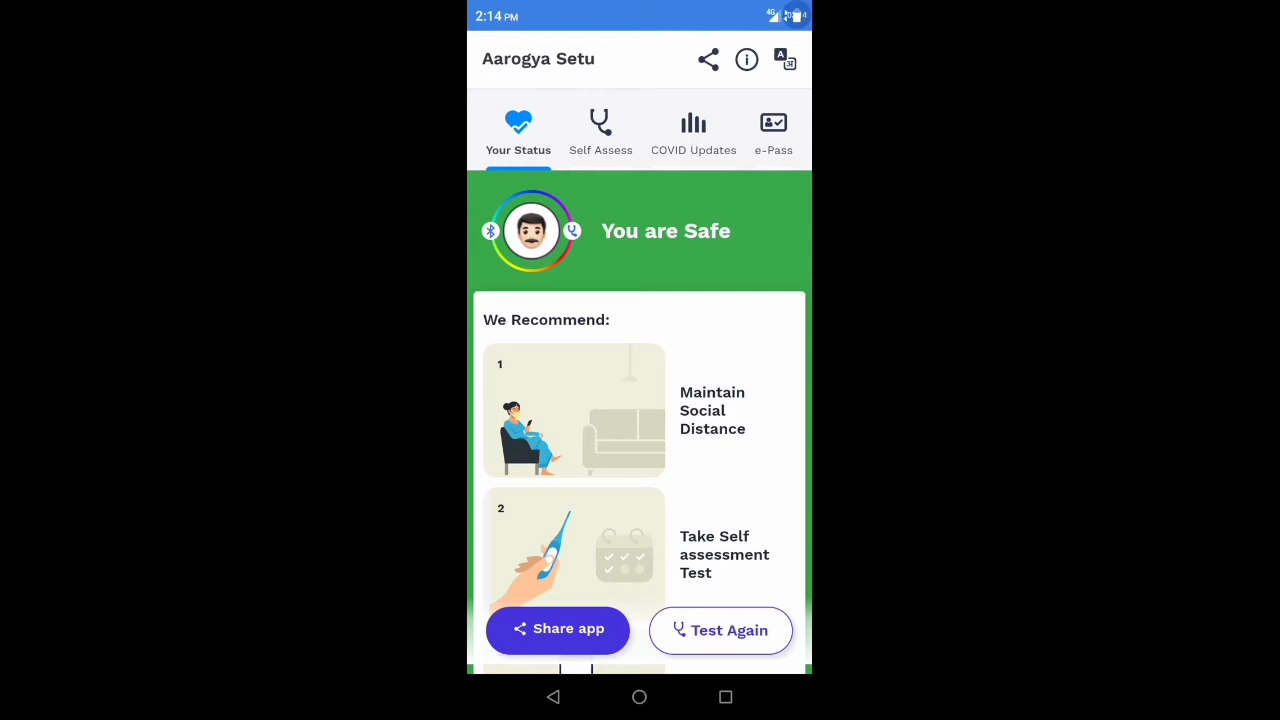 2:14 PM
4G
Aarogya Setu
A
अ
Your Status
Self Assess
COVID Updates
e-Pass
You are Safe
We Recommend:
1
Maintain
Social
Distance
2
Take Self
assessment
Test
Share app
Test Again